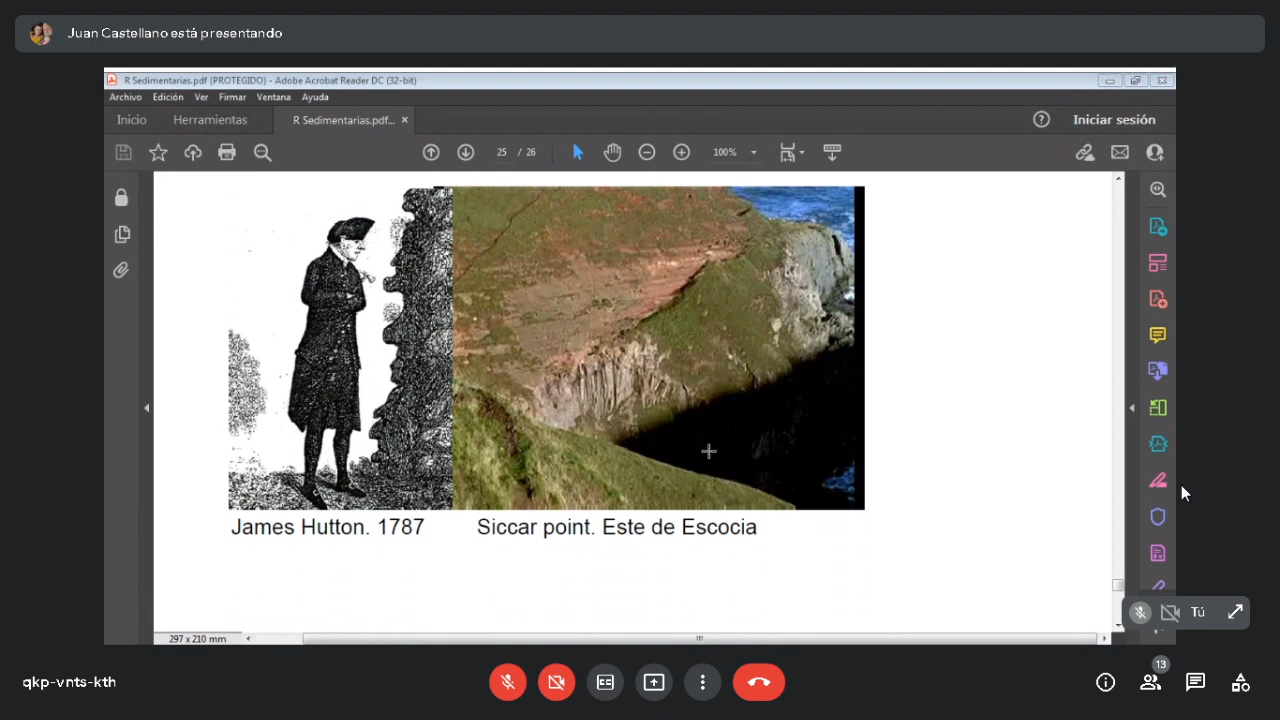 Juan Castellano está presentando
R Sedimentarias.pdf (PROTEGIDO) - Adobe Acrobat Reader DC (32-bit)
Archivo Edición Ver Firmar Ventana Ayuda
Inicio Herramientas R Sedimentarias.pdf... × Iniciar sesión
25 / 26 100%
James Hutton. 1787 Siccar point. Este de Escocia
Tú
297 x 210 mm
13
qkp-vnts-kth